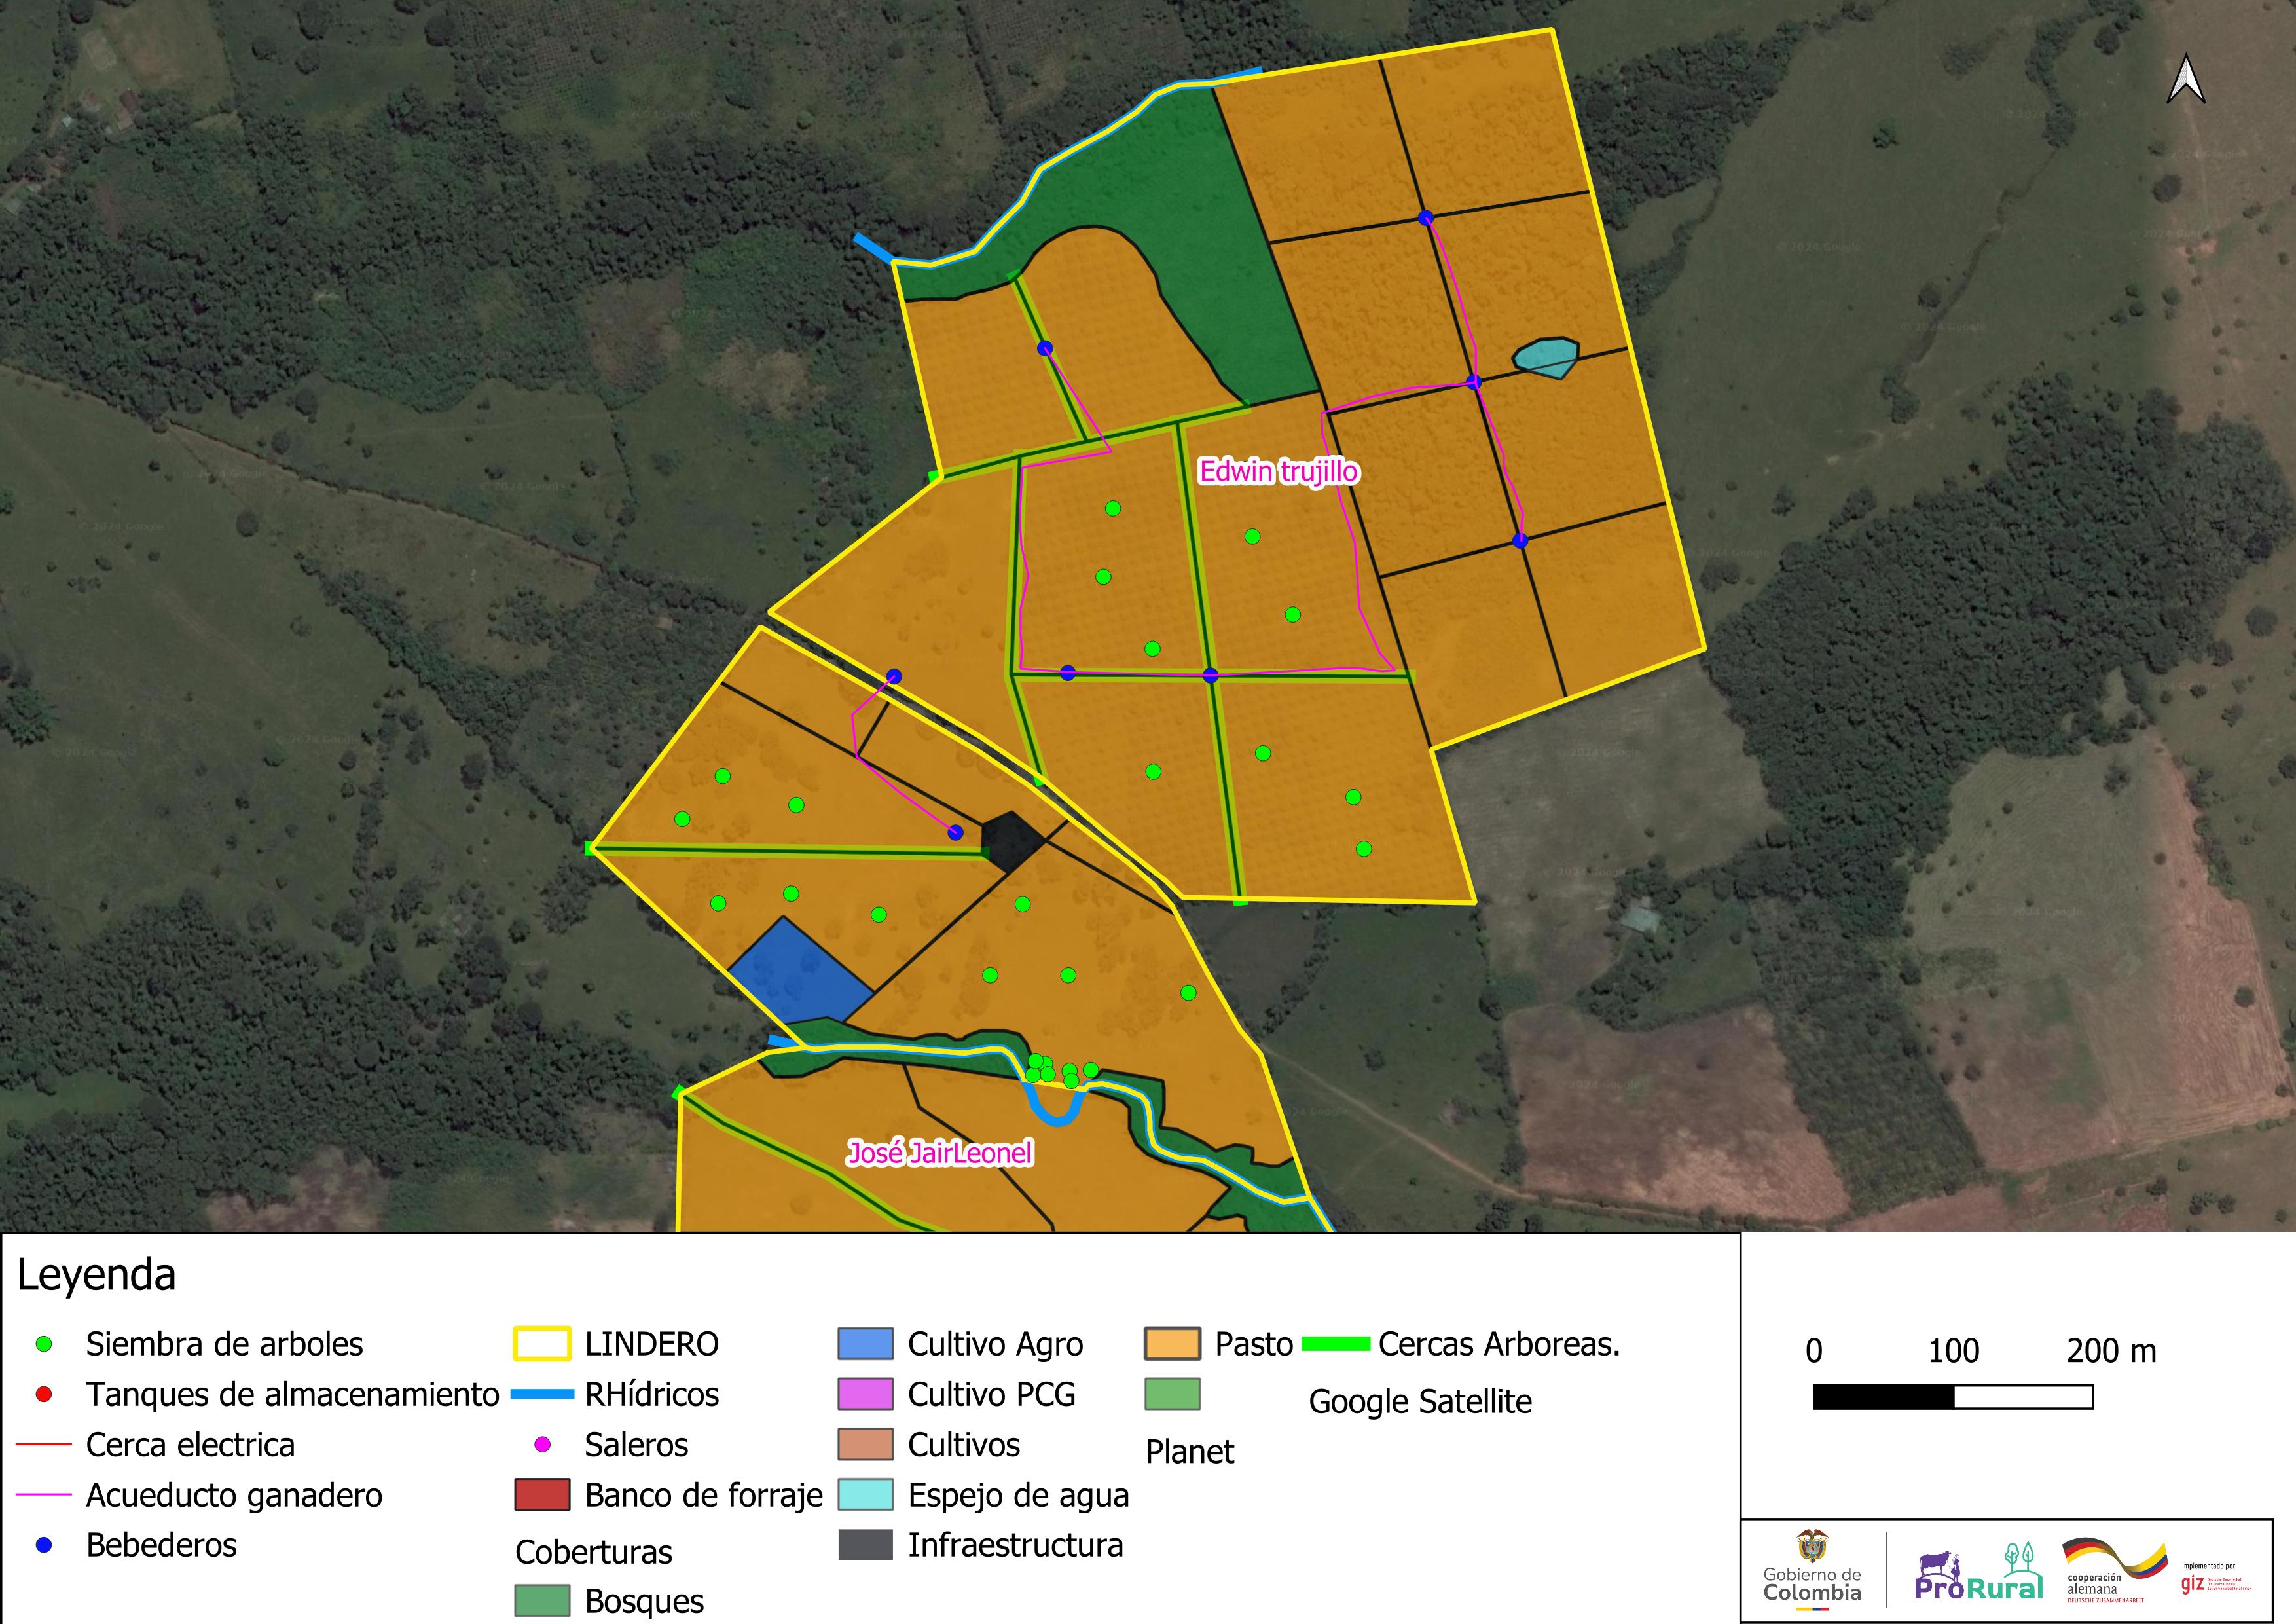 Edwin trujillo
José JairLeonel
Leyenda
Siembra de arboles
Tanques de almacenamiento
Cerca electrica
Acueducto ganadero
Bebederos
LINDERO
RHídricos
Saleros
Banco de forraje
Coberturas
Bosques
Cultivo Agro
Cultivo PCG
Cultivos
Espejo de agua
Infraestructura
Pasto
Planet
Cercas Arboreas.
Google Satellite
0 100 200 m
Gobierno de
Colombia
ProRural
cooperación
alemana
DEUTSCHE ZUSAMMENARBEIT
Implementado por
giz